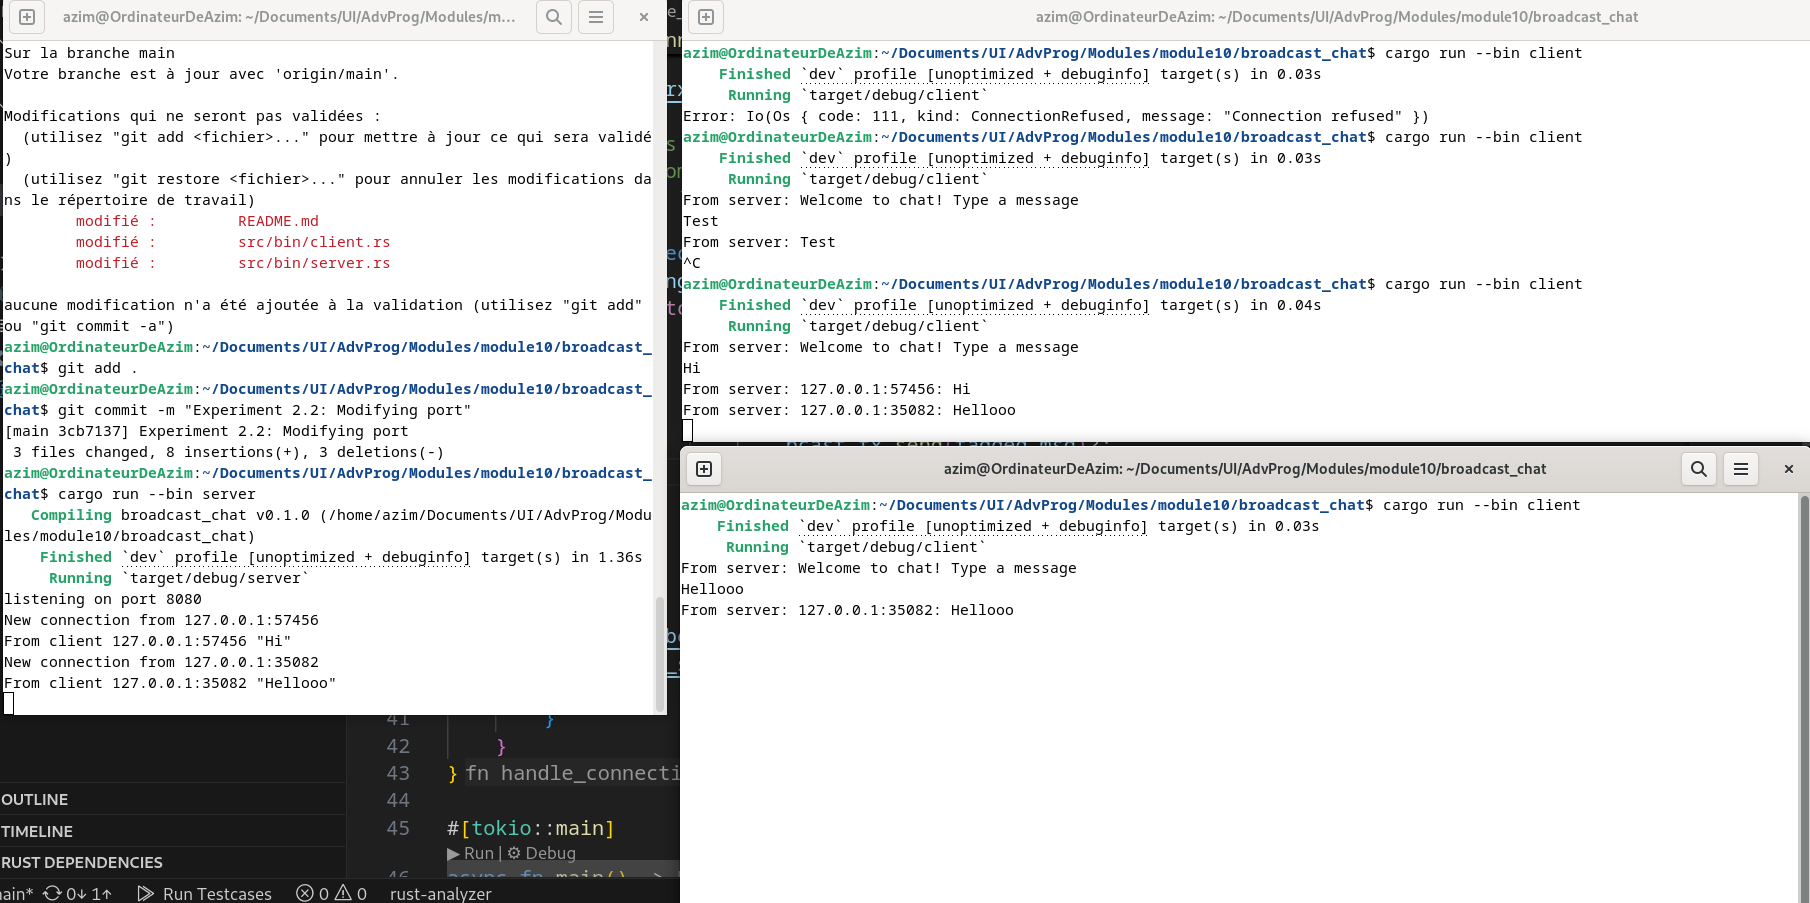 azim@OrdinateurDeAzim: ~/Documents/UI/AdvProg/Modules/m...
Sur la branche main
Votre branche est à jour avec 'origin/main'.
Modifications qui ne seront pas validées :
  (utilisez "git add <fichier>..." pour mettre à jour ce qui sera validé
)
  (utilisez "git restore <fichier>..." pour annuler les modifications da
ns le répertoire de travail)
        modifié :         README.md
        modifié :         src/bin/client.rs
        modifié :         src/bin/server.rs
aucune modification n'a été ajoutée à la validation (utilisez "git add"
ou "git commit -a")
azim@OrdinateurDeAzim:~/Documents/UI/AdvProg/Modules/module10/broadcast_
chat$ git add .
azim@OrdinateurDeAzim:~/Documents/UI/AdvProg/Modules/module10/broadcast_
chat$ git commit -m "Experiment 2.2: Modifying port"
[main 3cb7137] Experiment 2.2: Modifying port
 3 files changed, 8 insertions(+), 3 deletions(-)
azim@OrdinateurDeAzim:~/Documents/UI/AdvProg/Modules/module10/broadcast_
chat$ cargo run --bin server
   Compiling broadcast_chat v0.1.0 (/home/azim/Documents/UI/AdvProg/Modu
les/module10/broadcast_chat)
    Finished `dev` profile [unoptimized + debuginfo] target(s) in 1.36s
     Running `target/debug/server`
listening on port 8080
New connection from 127.0.0.1:57456
From client 127.0.0.1:57456 "Hi"
New connection from 127.0.0.1:35082
From client 127.0.0.1:35082 "Hellooo"
azim@OrdinateurDeAzim: ~/Documents/UI/AdvProg/Modules/module10/broadcast_chat
azim@OrdinateurDeAzim:~/Documents/UI/AdvProg/Modules/module10/broadcast_chat$ cargo run --bin client
    Finished `dev` profile [unoptimized + debuginfo] target(s) in 0.03s
     Running `target/debug/client`
Error: Io(Os { code: 111, kind: ConnectionRefused, message: "Connection refused" })
azim@OrdinateurDeAzim:~/Documents/UI/AdvProg/Modules/module10/broadcast_chat$ cargo run --bin client
    Finished `dev` profile [unoptimized + debuginfo] target(s) in 0.03s
     Running `target/debug/client`
From server: Welcome to chat! Type a message
Test
From server: Test
^C
azim@OrdinateurDeAzim:~/Documents/UI/AdvProg/Modules/module10/broadcast_chat$ cargo run --bin client
    Finished `dev` profile [unoptimized + debuginfo] target(s) in 0.04s
     Running `target/debug/client`
From server: Welcome to chat! Type a message
Hi
From server: 127.0.0.1:57456: Hi
From server: 127.0.0.1:35082: Hellooo
azim@OrdinateurDeAzim: ~/Documents/UI/AdvProg/Modules/module10/broadcast_chat
azim@OrdinateurDeAzim:~/Documents/UI/AdvProg/Modules/module10/broadcast_chat$ cargo run --bin client
    Finished `dev` profile [unoptimized + debuginfo] target(s) in 0.03s
     Running `target/debug/client`
From server: Welcome to chat! Type a message
Hellooo
From server: 127.0.0.1:35082: Hellooo
41 }
42 }
43 } fn handle_connecti
44
45 #[tokio::main]
▶ Run | ⚙ Debug
46 async fn main()
OUTLINE
TIMELINE
RUST DEPENDENCIES
ain* 0↓ 1↑ Run Testcases 0 0 rust-analyzer